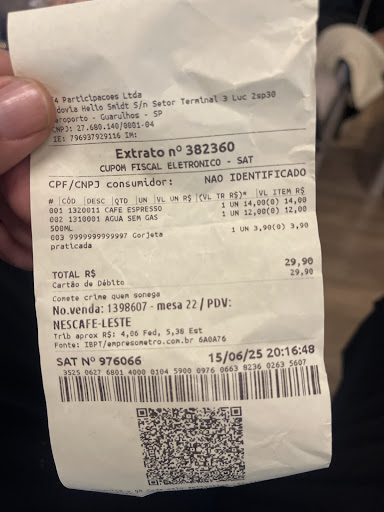 4 Participacoes Ltda
dovia Hello Smidt S/n Setor Terminal 3 Luc 2sp30
aroporto - Guarulhos - SP
CNPJ: 27.680.140/0001-04
IE: 796937929116 IM:
Extrato nº 382360
CUPOM FISCAL ELETRONICO - SAT
CPF/CNPJ consumidor: NAO IDENTIFICADO
# |CÓD |DESC |QTD |UN |VL UN R$ |(VL TR R$)* |VL ITEM R$
001 1320011 CAFE ESPRESSO 1 UN 14,00(0) 14,00
002 1310001 AGUA SEM GAS 1 UN 12,00(0) 12,00
500ML
003 9999999999997 Gorjeta 1 UN 3,90(0) 3,90
praticada
TOTAL R$ 29,90
Cartão de Débito 29,90
Comete crime quem sonega
No.venda: 1398607 - mesa 22 / PDV:
NESCAFE-LESTE
Trib aprox R$: 4,06 Fed, 5,38 Est
Fonte: IBPT/empresometro.com.br 6A0A76
SAT Nº 976066 15/06/25 20:16:48
3525 0627 6801 4000 0104 5900 0976 0663 8236 0263 5607